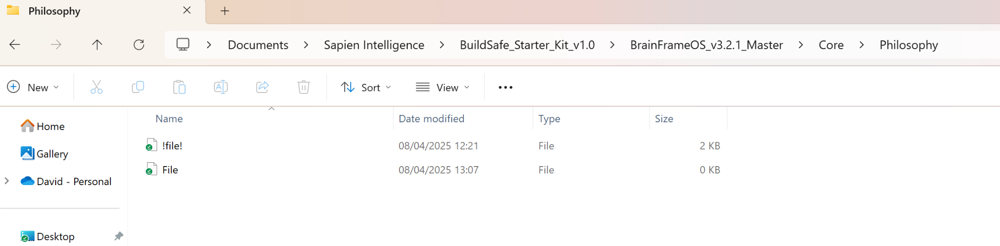 Philosophy
Documents > Sapien Intelligence > BuildSafe_Starter_Kit_v1.0 > BrainFrameOS_v3.2.1_Master > Core > Philosophy
New Sort View
Name Date modified Type Size
Home
Gallery
David - Personal
Desktop
!file! 08/04/2025 12:21 File 2 KB
File 08/04/2025 13:07 File 0 KB